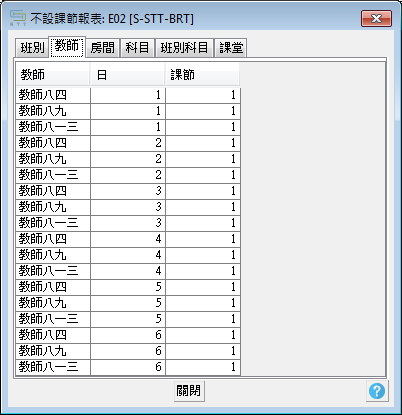 不設課節報表: E02 [S-STT-BRT]
班別 教師 房間 科目 班別科目 課堂
教師 日 課節
教師八四 1 1
教師八九 1 1
教師八一三 1 1
教師八四 2 1
教師八九 2 1
教師八一三 2 1
教師八四 3 1
教師八九 3 1
教師八一三 3 1
教師八四 4 1
教師八九 4 1
教師八一三 4 1
教師八四 5 1
教師八九 5 1
教師八一三 5 1
教師八四 6 1
教師八九 6 1
教師八一三 6 1
關閉 ?